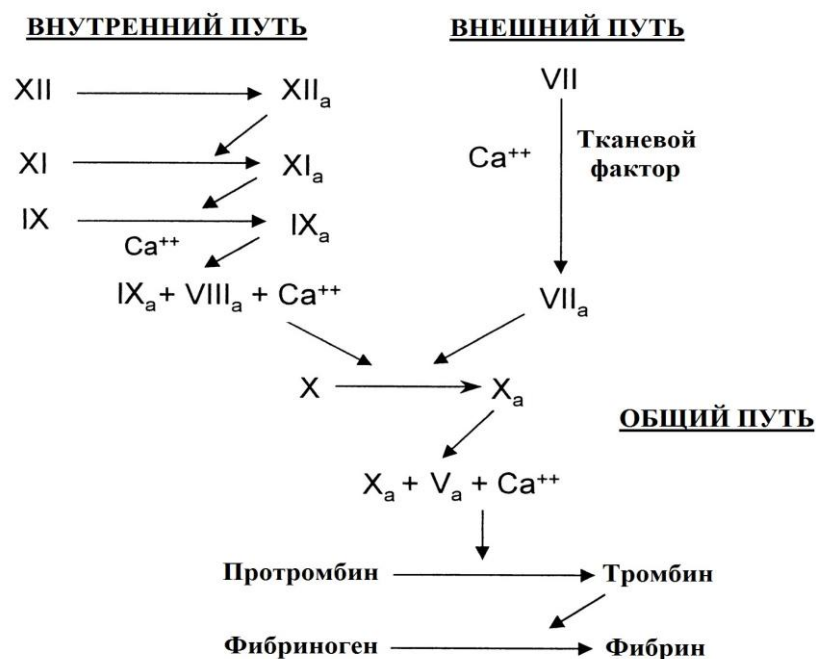 ВНУТРЕННИЙ ПУТЬ
ВНЕШНИЙ ПУТЬ
XII XIIa
VII
Ca++ Тканевой
фактор
XI XIa
IX IXa
Ca++
IXa + VIIIa + Ca++
VIIa
X Xa
ОБЩИЙ ПУТЬ
Xa + Va + Ca++
Протромбин Тромбин
Фибриноген Фибрин